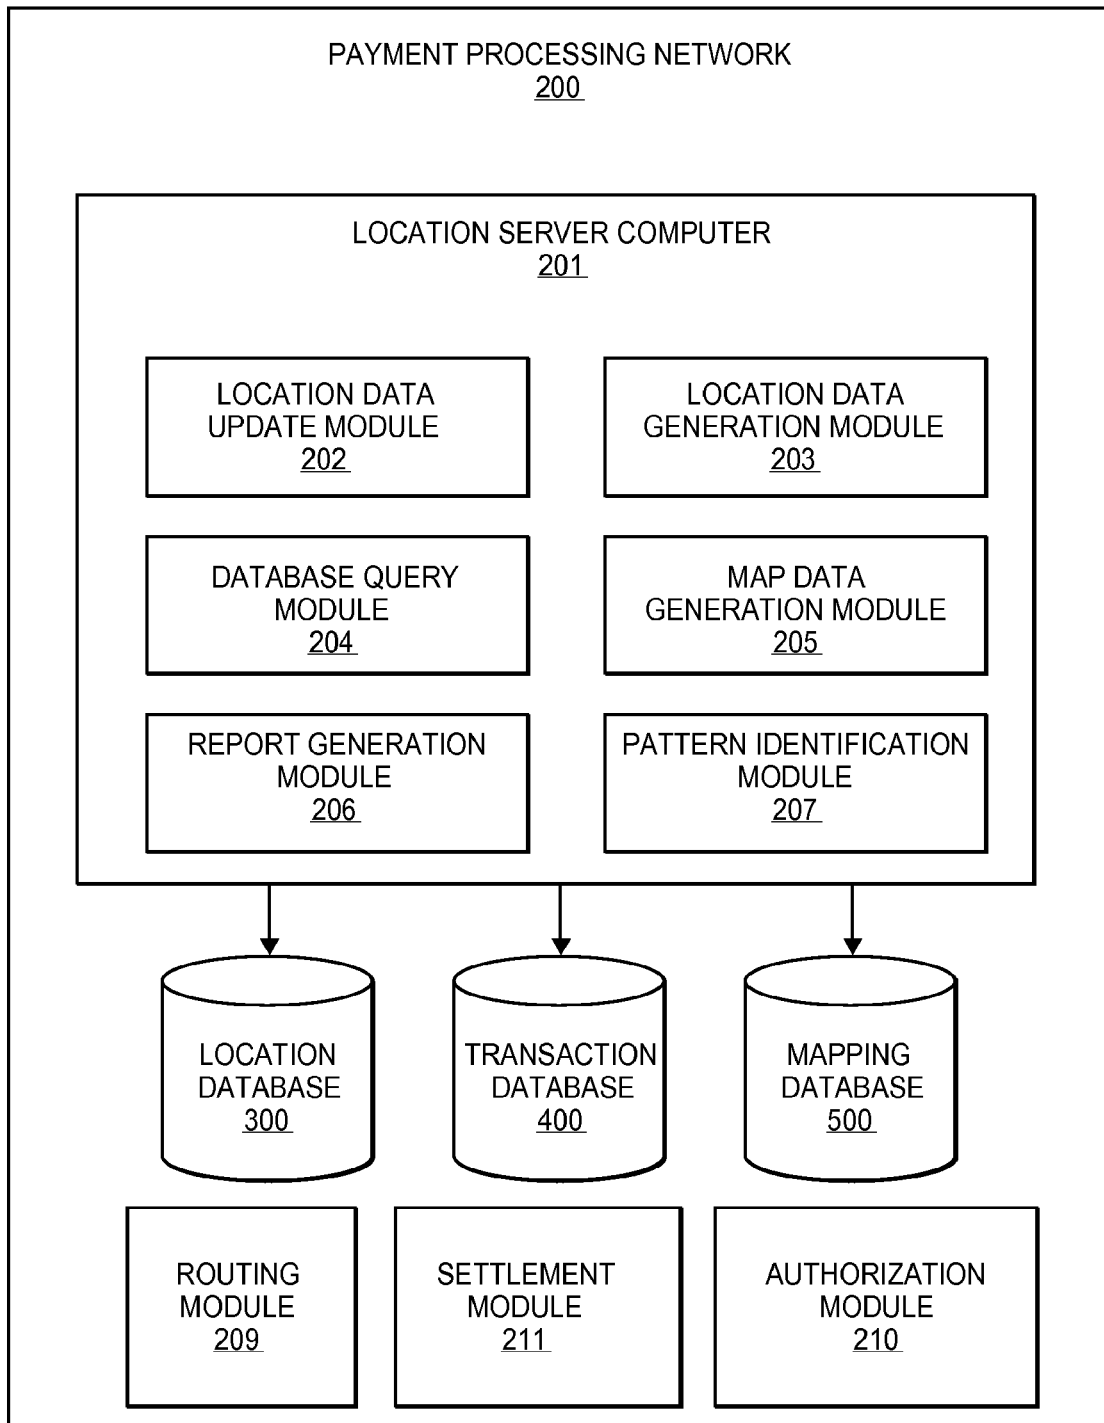 PAYMENT PROCESSING NETWORK
200
LOCATION SERVER COMPUTER
201
LOCATION DATA
UPDATE MODULE
202
LOCATION DATA
GENERATION MODULE
203
DATABASE QUERY
MODULE
204
MAP DATA
GENERATION MODULE
205
REPORT GENERATION
MODULE
206
PATTERN IDENTIFICATION
MODULE
207
LOCATION
DATABASE
300
TRANSACTION
DATABASE
400
MAPPING
DATABASE
500
ROUTING
MODULE
209
SETTLEMENT
MODULE
211
AUTHORIZATION
MODULE
210